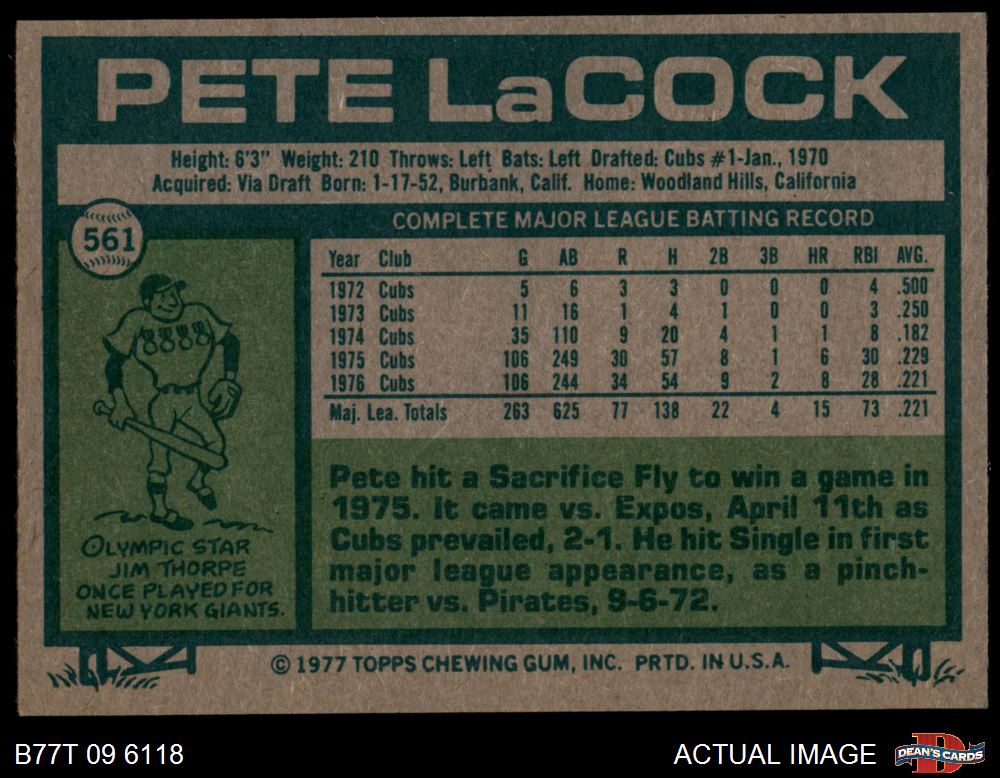 PETE LaCOCK
Height: 6'3" Weight: 210 Throws: Left Bats: Left Drafted: Cubs #1-Jan., 1970
Acquired: Via Draft Born: 1-17-52, Burbank, Calif. Home: Woodland Hills, California
561
COMPLETE MAJOR LEAGUE BATTING RECORD
Year Club G AB R H 2B 3B HR RBI AVG.
1972 Cubs 5 6 3 3 0 0 0 4 .500
1973 Cubs 11 16 1 4 1 0 0 3 .250
1974 Cubs 35 110 9 20 4 1 1 8 .182
1975 Cubs 106 249 30 57 8 1 6 30 .229
1976 Cubs 106 244 34 54 9 2 8 28 .221
Maj. Lea. Totals 263 625 77 138 22 4 15 73 .221
OLYMPIC STAR
JIM THORPE
ONCE PLAYED FOR
NEW YORK GIANTS.
Pete hit a Sacrifice Fly to win a game in
1975. It came vs. Expos, April 11th as
Cubs prevailed, 2-1. He hit Single in first
major league appearance, as a pinch-
hitter vs. Pirates, 9-6-72.
© 1977 TOPPS CHEWING GUM, INC. PRTD. IN U.S.A.
B77T 09 6118
ACTUAL IMAGE
D
DEAN'S CARDS